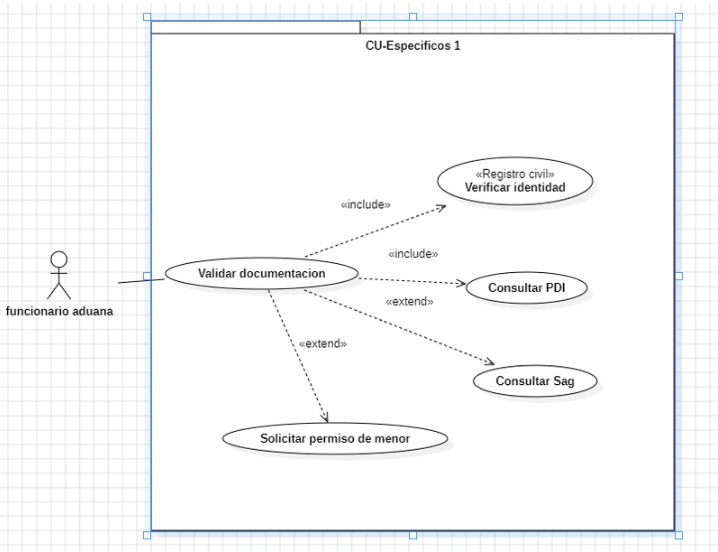 CU-Especificos 1
«Registro civil»
Verificar identidad
«include»
«include»
Validar documentacion
Consultar PDI
«extend»
funcionario aduana
«extend»
Consultar Sag
Solicitar permiso de menor